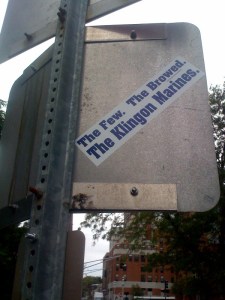 The Few. The Browed.
The Klingon Marines.